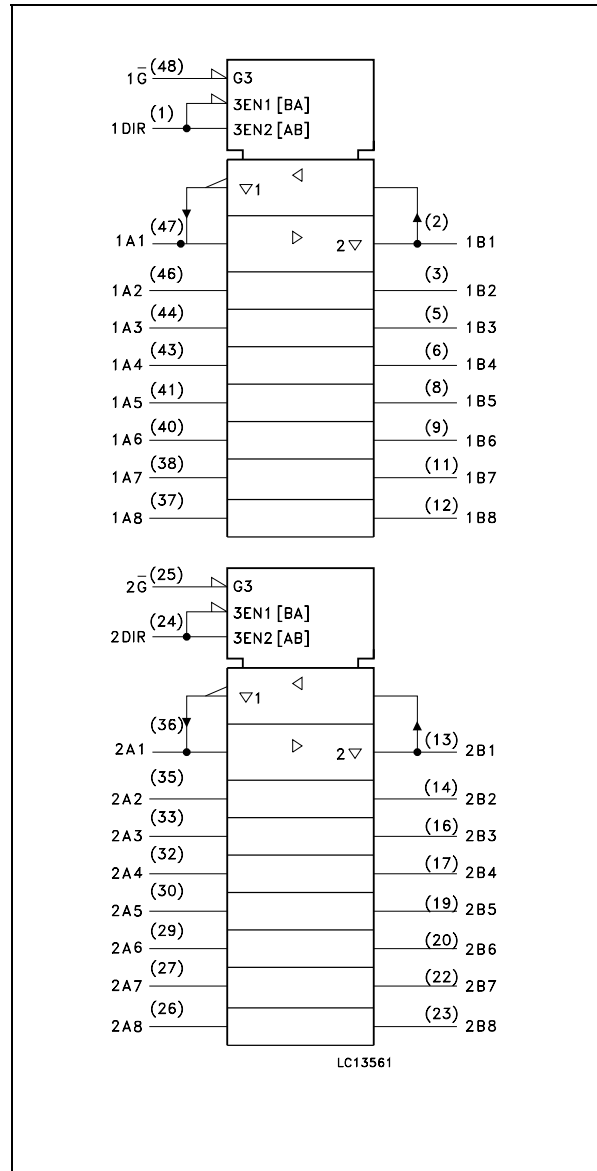 1G̅ (48) G3
3EN1 [BA]
1DIR (1) 3EN2 [AB]
▽1 ◁
1A1 (47) ▷ 2▽ (2) 1B1
1A2 (46) (3) 1B2
1A3 (44) (5) 1B3
1A4 (43) (6) 1B4
1A5 (41) (8) 1B5
1A6 (40) (9) 1B6
1A7 (38) (11) 1B7
1A8 (37) (12) 1B8
2G̅ (25) G3
3EN1 [BA]
2DIR (24) 3EN2 [AB]
▽1 ◁
2A1 (36) ▷ 2▽ (13) 2B1
2A2 (35) (14) 2B2
2A3 (33) (16) 2B3
2A4 (32) (17) 2B4
2A5 (30) (19) 2B5
2A6 (29) (20) 2B6
2A7 (27) (22) 2B7
2A8 (26) (23) 2B8
LC13561